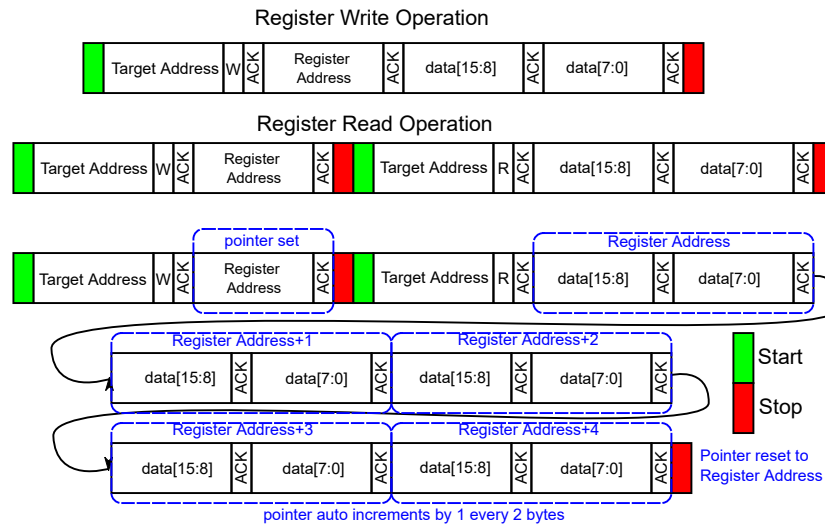 Register Write Operation
Target Address W ACK Register Address ACK data[15:8] ACK data[7:0] ACK
Register Read Operation
Target Address W ACK Register Address ACK Target Address R ACK data[15:8] ACK data[7:0] ACK
pointer set Register Address
Target Address W ACK Register Address ACK Target Address R ACK data[15:8] ACK data[7:0] ACK
Register Address+1 Register Address+2
data[15:8] ACK data[7:0] ACK data[15:8] ACK data[7:0] ACK
Start
Stop
Register Address+3 Register Address+4
data[15:8] ACK data[7:0] ACK data[15:8] ACK data[7:0] ACK
Pointer reset to
Register Address
pointer auto increments by 1 every 2 bytes